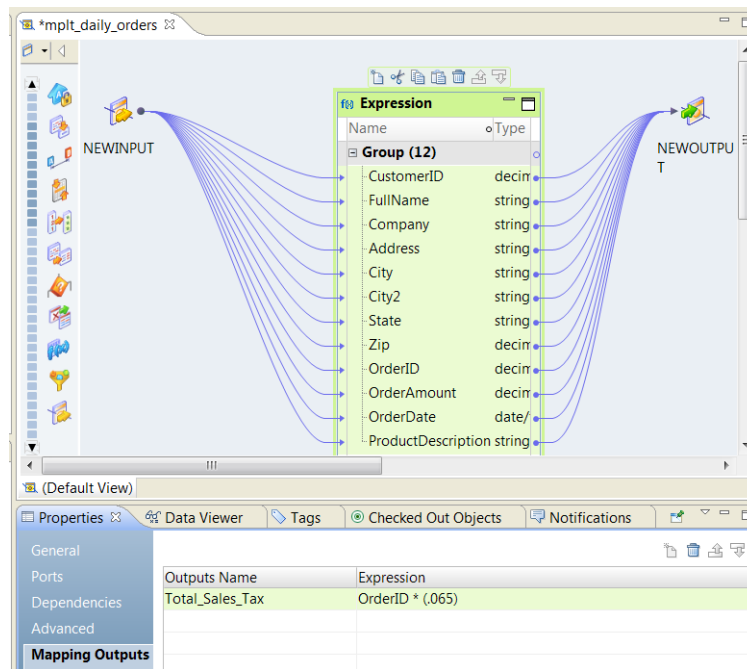 *mplt_daily_orders
NEWINPUT
Expression
Name Type
Group (12)
CustomerID decim
FullName string
Company string
Address string
City string
City2 string
State string
Zip decim
OrderID decim
OrderAmount decim
OrderDate date/
ProductDescription string
NEWOUTPU
T
(Default View)
Properties Data Viewer Tags Checked Out Objects Notifications
General
Ports
Dependencies
Advanced
Mapping Outputs
Outputs Name Expression
Total_Sales_Tax OrderID * (.065)